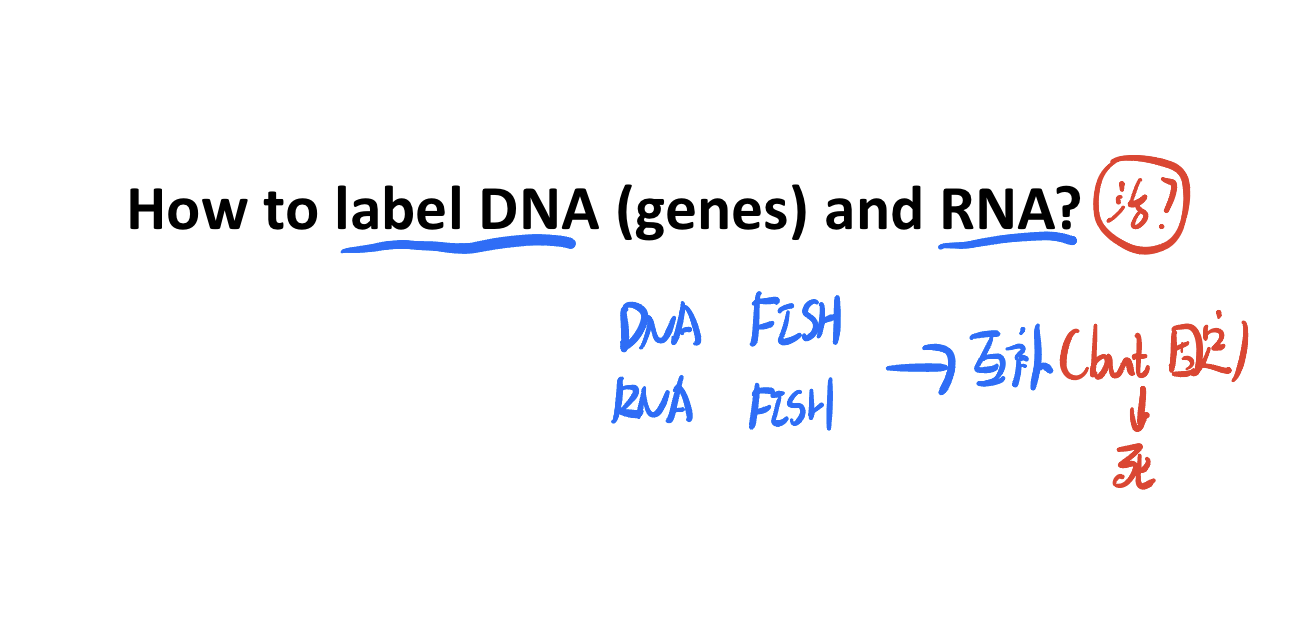 How to label DNA (genes) and RNA? 活?
DNA FISH
RNA FISH
→ 互补 (but 固定)
↓
死